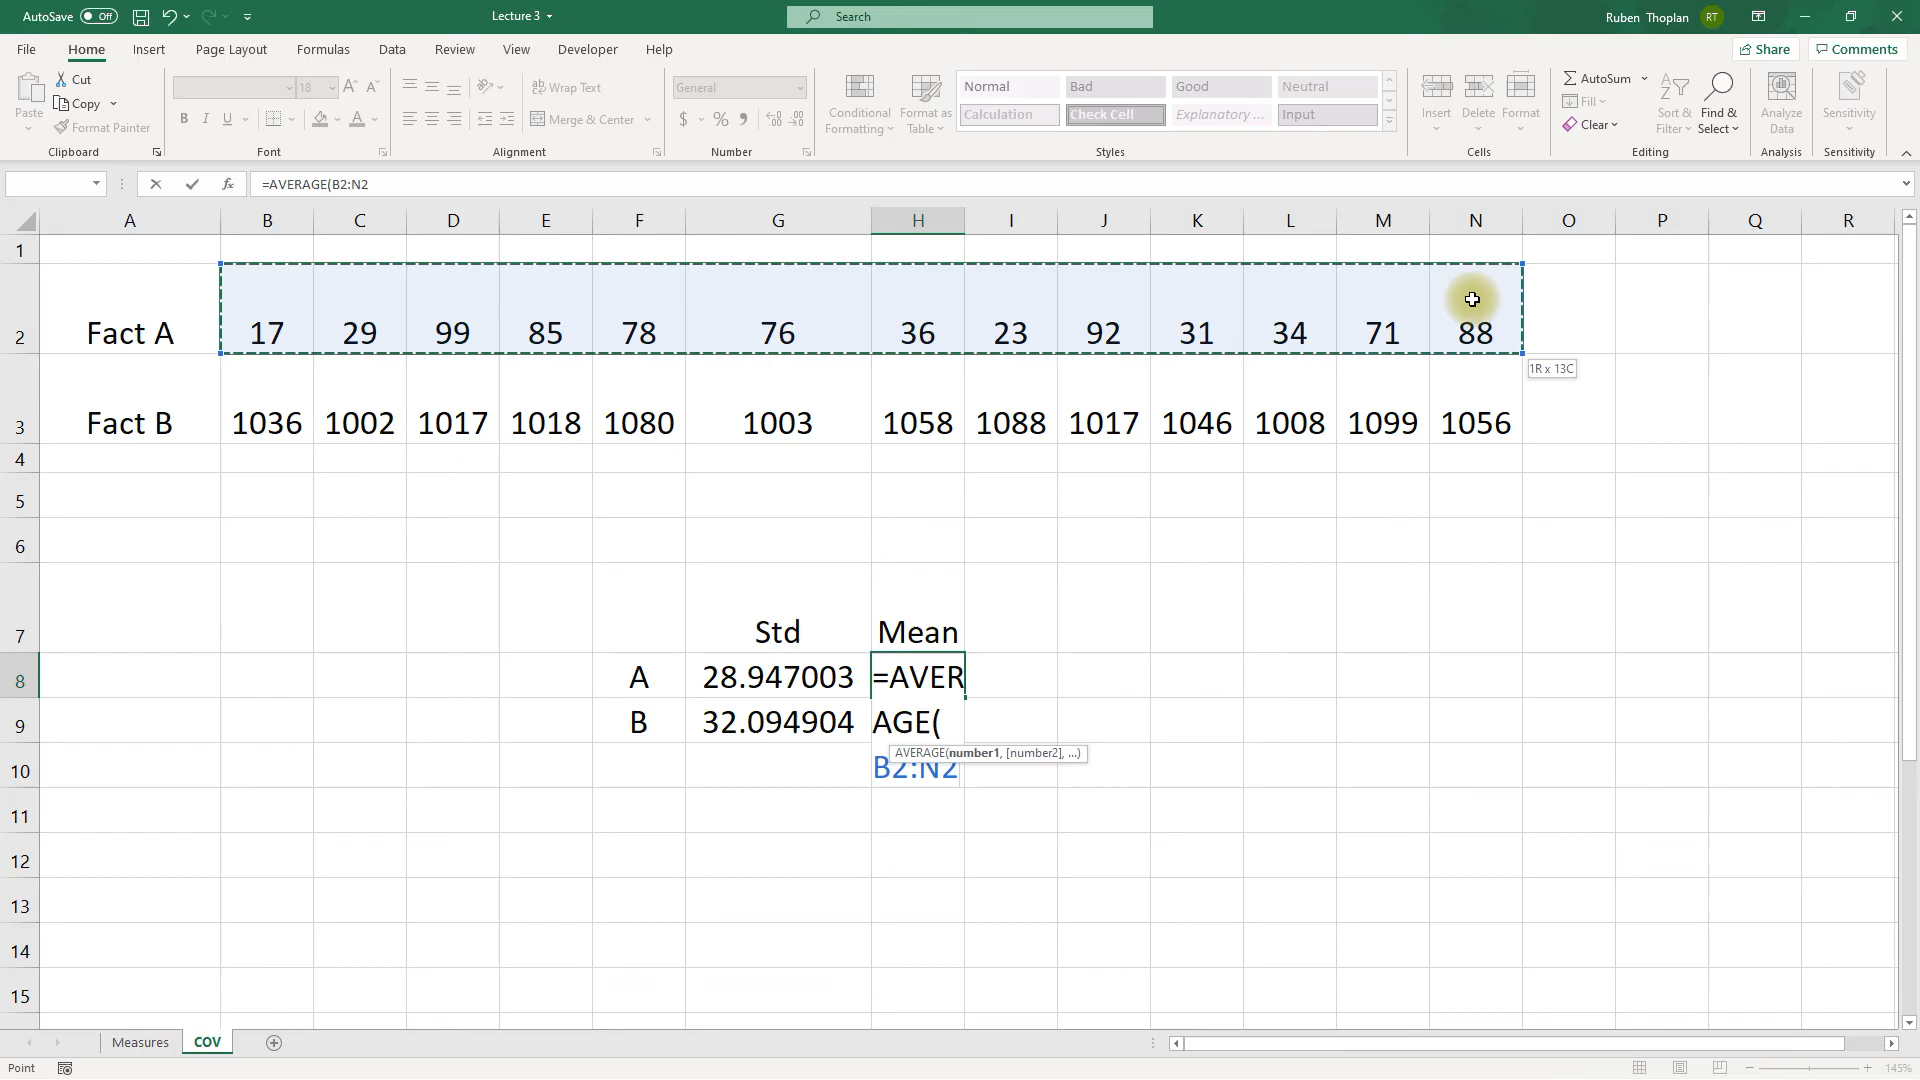 AutoSave Off Lecture 3 Search Ruben Thoplan RT
File Home Insert Page Layout Formulas Data Review View Developer Help Share Comments
Paste Cut Copy Format Painter Clipboard
18 B I U Font
Wrap Text Merge & Center Alignment
General $ % Number
Conditional Formatting Format as Table
Normal Bad Good Neutral
Calculation Check Cell Explanatory ... Input
Styles
Insert Delete Format Cells
AutoSum Fill Clear Sort & Filter Find & Select Editing
Analyze Data Analysis
Sensitivity Sensitivity
fx =AVERAGE(B2:N2
A B C D E F G H I J K L M N O P Q R
1
2 Fact A 17 29 99 85 78 76 36 23 92 31 34 71 88
1R x 13C
3 Fact B 1036 1002 1017 1018 1080 1003 1058 1088 1017 1046 1008 1099 1056
4
5
6
7 Std Mean
8 A 28.947003 =AVER
9 B 32.094904 AGE(
AVERAGE(number1, [number2], ...)
10 B2:N2
11
12
13
14
15
Measures COV
Point 145%